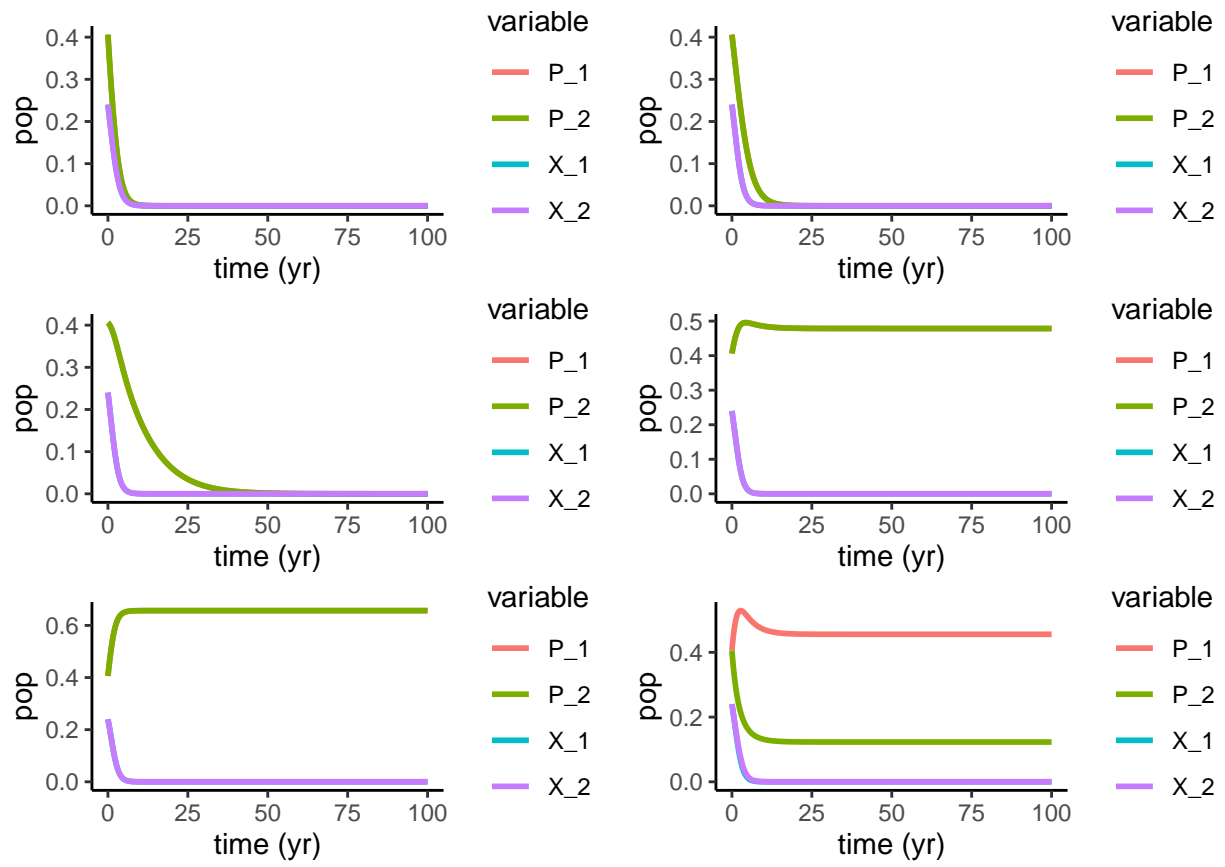 variable
P_1
P_2
X_1
X_2
pop
0.4
0.3
0.2
0.1
0.0
0 25 50 75 100
time (yr)
variable
P_1
P_2
X_1
X_2
pop
0.4
0.3
0.2
0.1
0.0
0 25 50 75 100
time (yr)
variable
P_1
P_2
X_1
X_2
pop
0.4
0.3
0.2
0.1
0.0
0 25 50 75 100
time (yr)
variable
P_1
P_2
X_1
X_2
pop
0.5
0.4
0.3
0.2
0.1
0.0
0 25 50 75 100
time (yr)
variable
P_1
P_2
X_1
X_2
pop
0.6
0.4
0.2
0.0
0 25 50 75 100
time (yr)
variable
P_1
P_2
X_1
X_2
pop
0.4
0.2
0.0
0 25 50 75 100
time (yr)